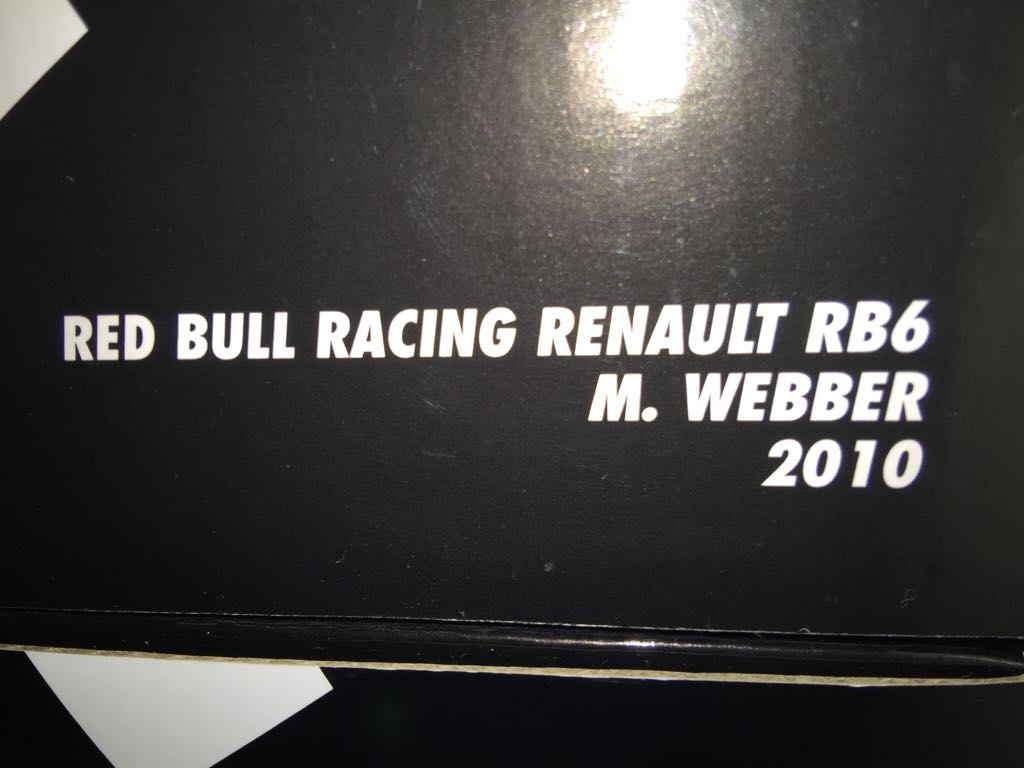 RED BULL RACING RENAULT RB6
M. WEBBER
2010